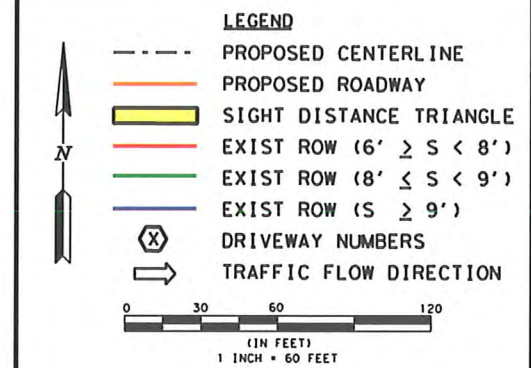 LEGEND
PROPOSED CENTERLINE
PROPOSED ROADWAY
SIGHT DISTANCE TRIANGLE
N
EXIST ROW (6' ≥ S < 8')
EXIST ROW (8' ≤ S < 9')
EXIST ROW (S ≥ 9')
X DRIVEWAY NUMBERS
TRAFFIC FLOW DIRECTION
0 30 60 120
(IN FEET)
1 INCH = 60 FEET